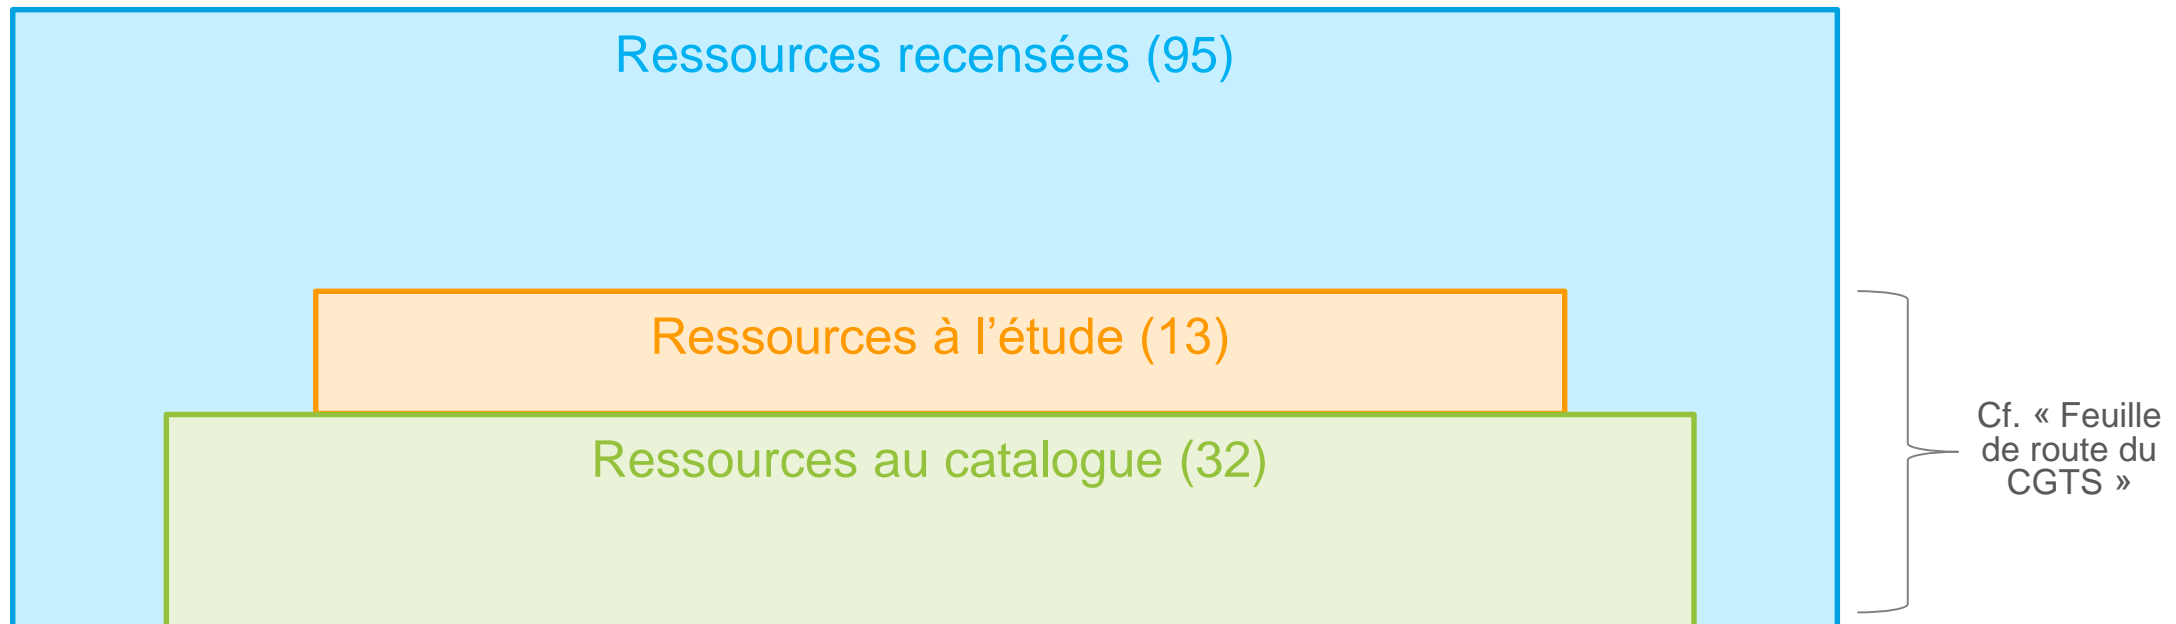 Ressources recensées (95)
Ressources à l’étude (13)
Ressources au catalogue (32)
Cf. « Feuille
de route du
CGTS »